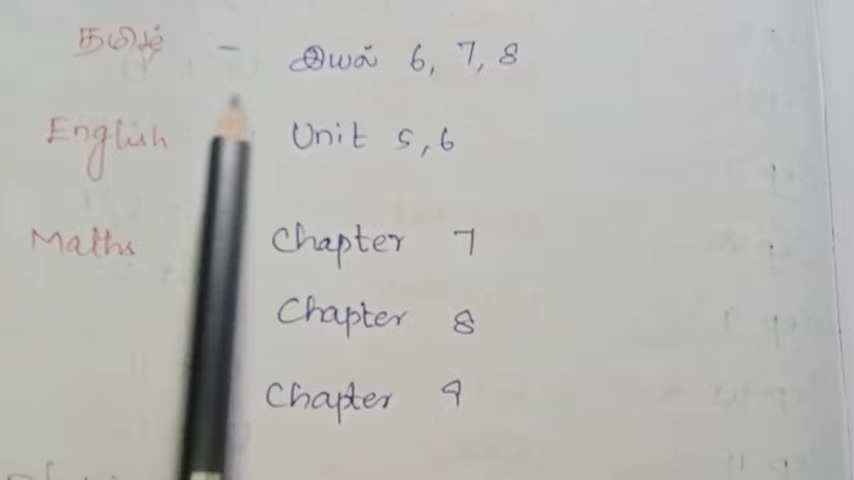 தமிழ் - இயல் 6, 7, 8
English Unit 5, 6
Maths Chapter 7
Chapter 8
Chapter 9